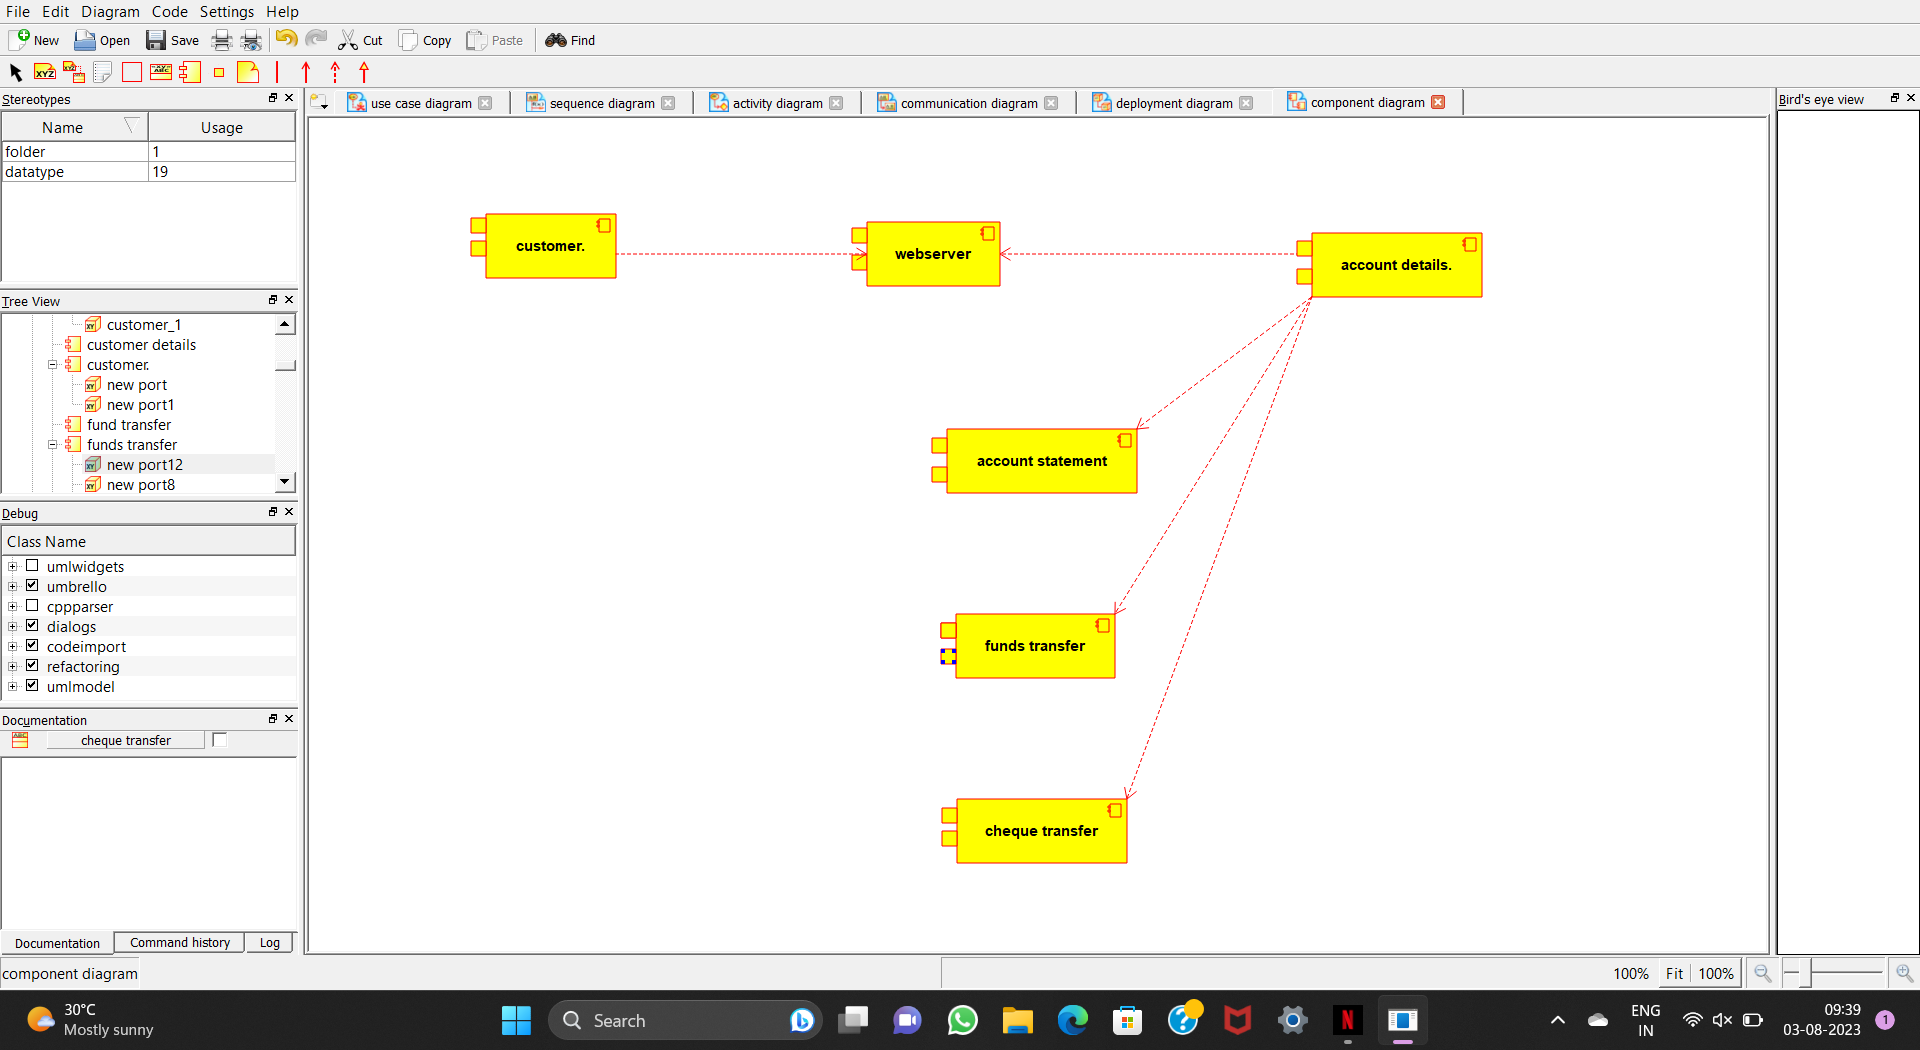 File Edit Diagram Code Settings Help
New Open Save Cut Copy Paste Find
Stereotypes
Name Usage
folder 1
datatype 19
Tree View
customer_1
customer details
customer.
new port
new port1
fund transfer
funds transfer
new port12
new port8
Debug
Class Name
umlwidgets
umbrello
cppparser
dialogs
codeimport
refactoring
umlmodel
Documentation
cheque transfer
Documentation Command history Log
use case diagram sequence diagram activity diagram communication diagram deployment diagram component diagram
customer.
webserver
account details.
account statement
funds transfer
cheque transfer
Bird's eye view
component diagram
100% Fit 100%
30°C
Mostly sunny
Search
ENG
IN
09:39
03-08-2023
1